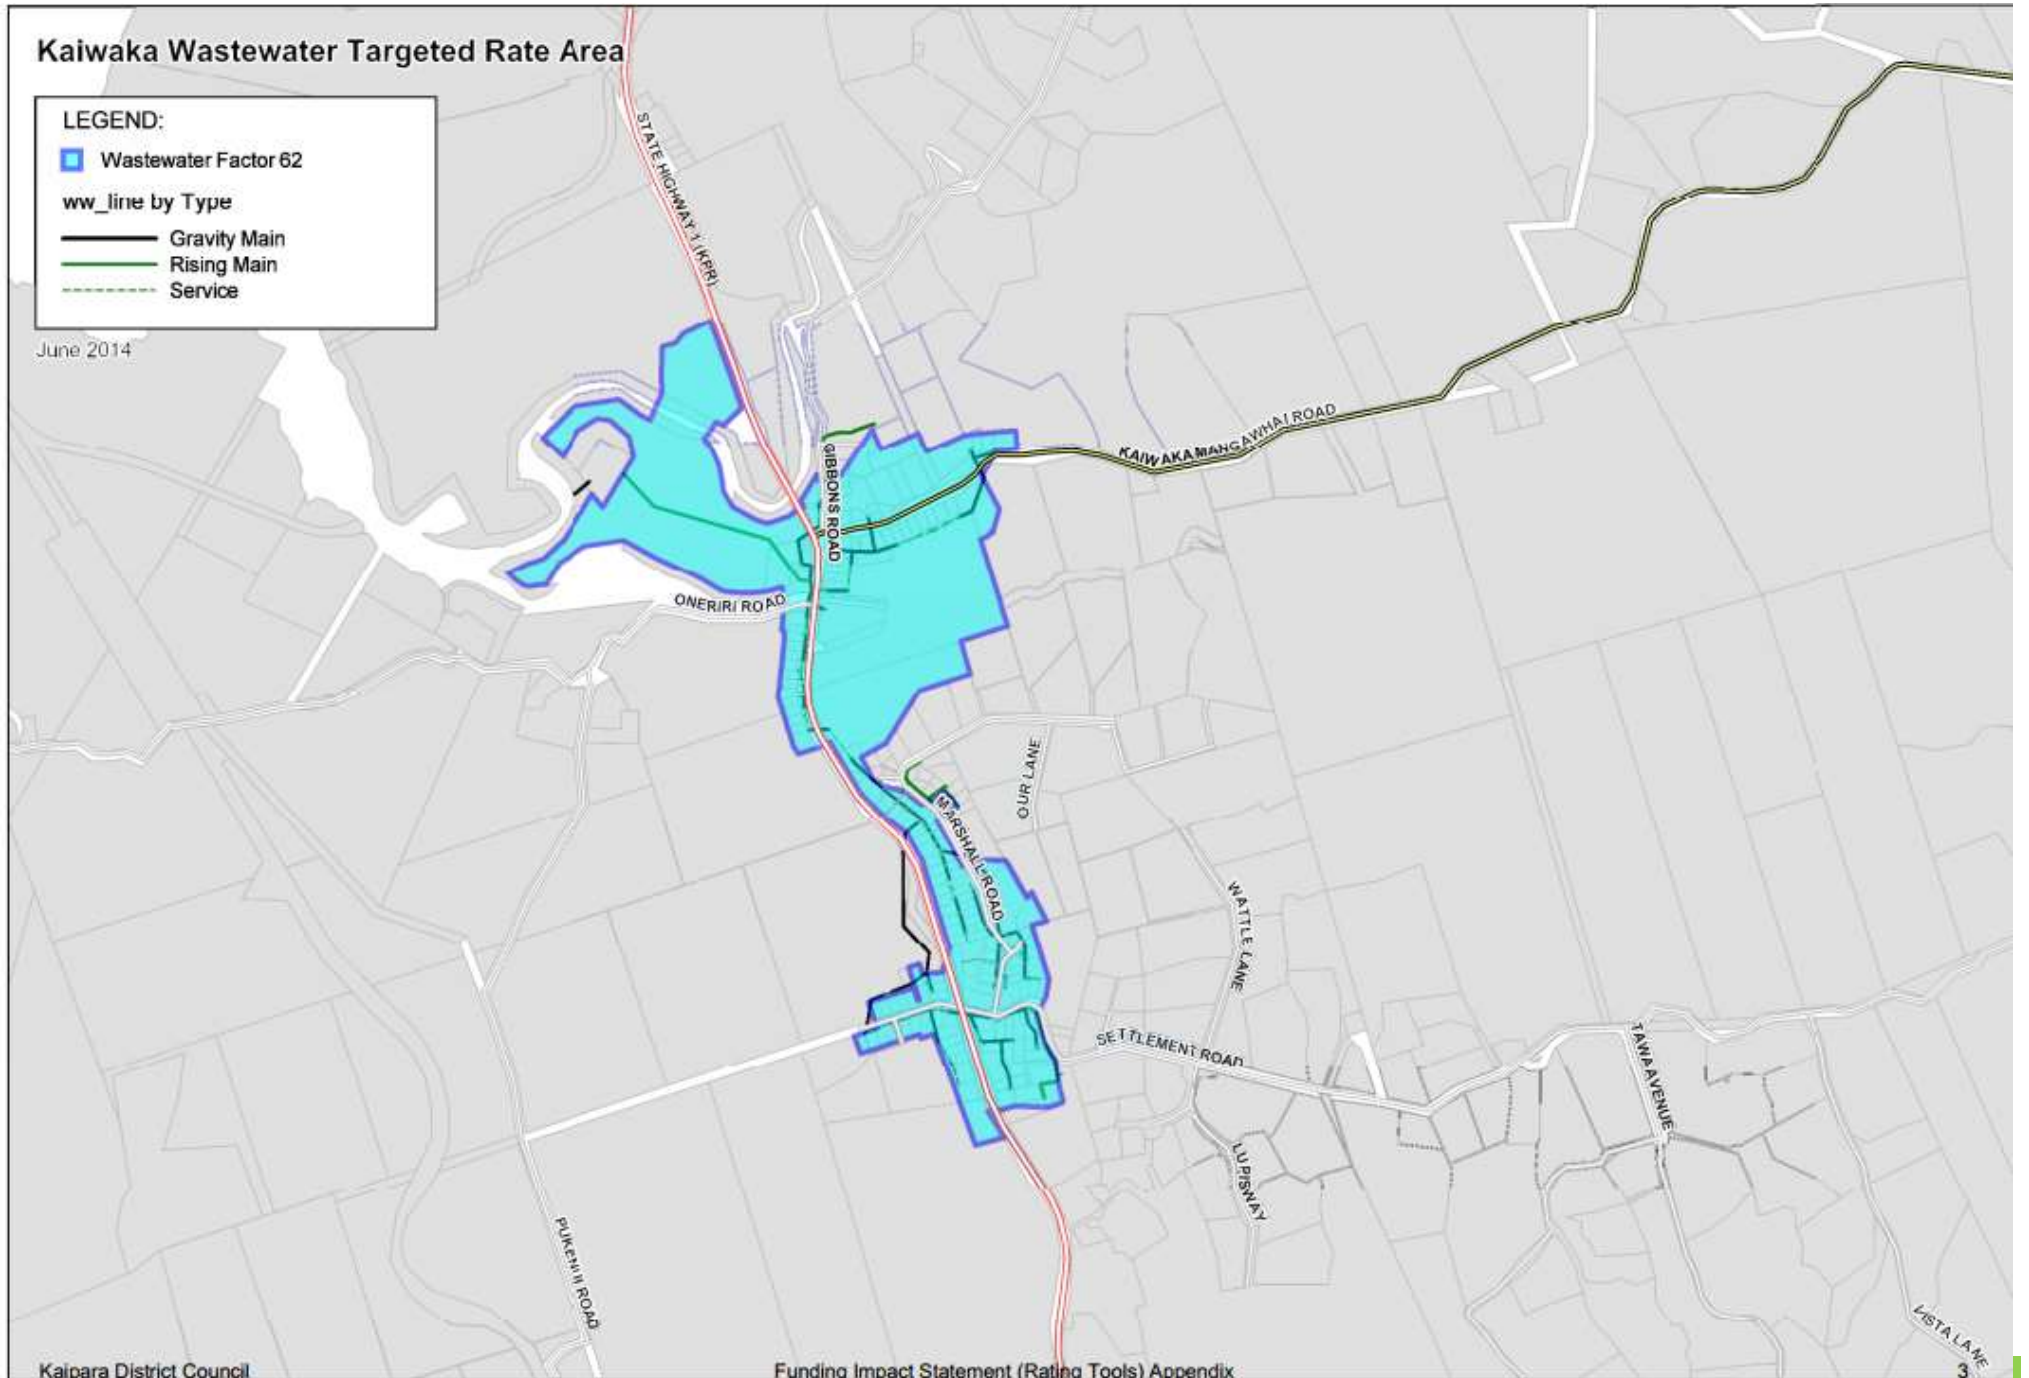 Kaiwaka Wastewater Targeted Rate Area
LEGEND:
Wastewater Factor 62
ww_line by Type
Gravity Main
Rising Main
Service
June 2014
STATE HIGHWAY 1 (KPR)
KAIWAKA MANGAWHAI ROAD
GIBBONS ROAD
ONERIRI ROAD
OUR LANE
MARSHALL ROAD
WATTLE LANE
SETTLEMENT ROAD
TAWA AVENUE
LUPIS WAY
ROAD
VISTA LANE
Kaipara District Council
Funding Impact Statement (Rating Tools) Appendix
3